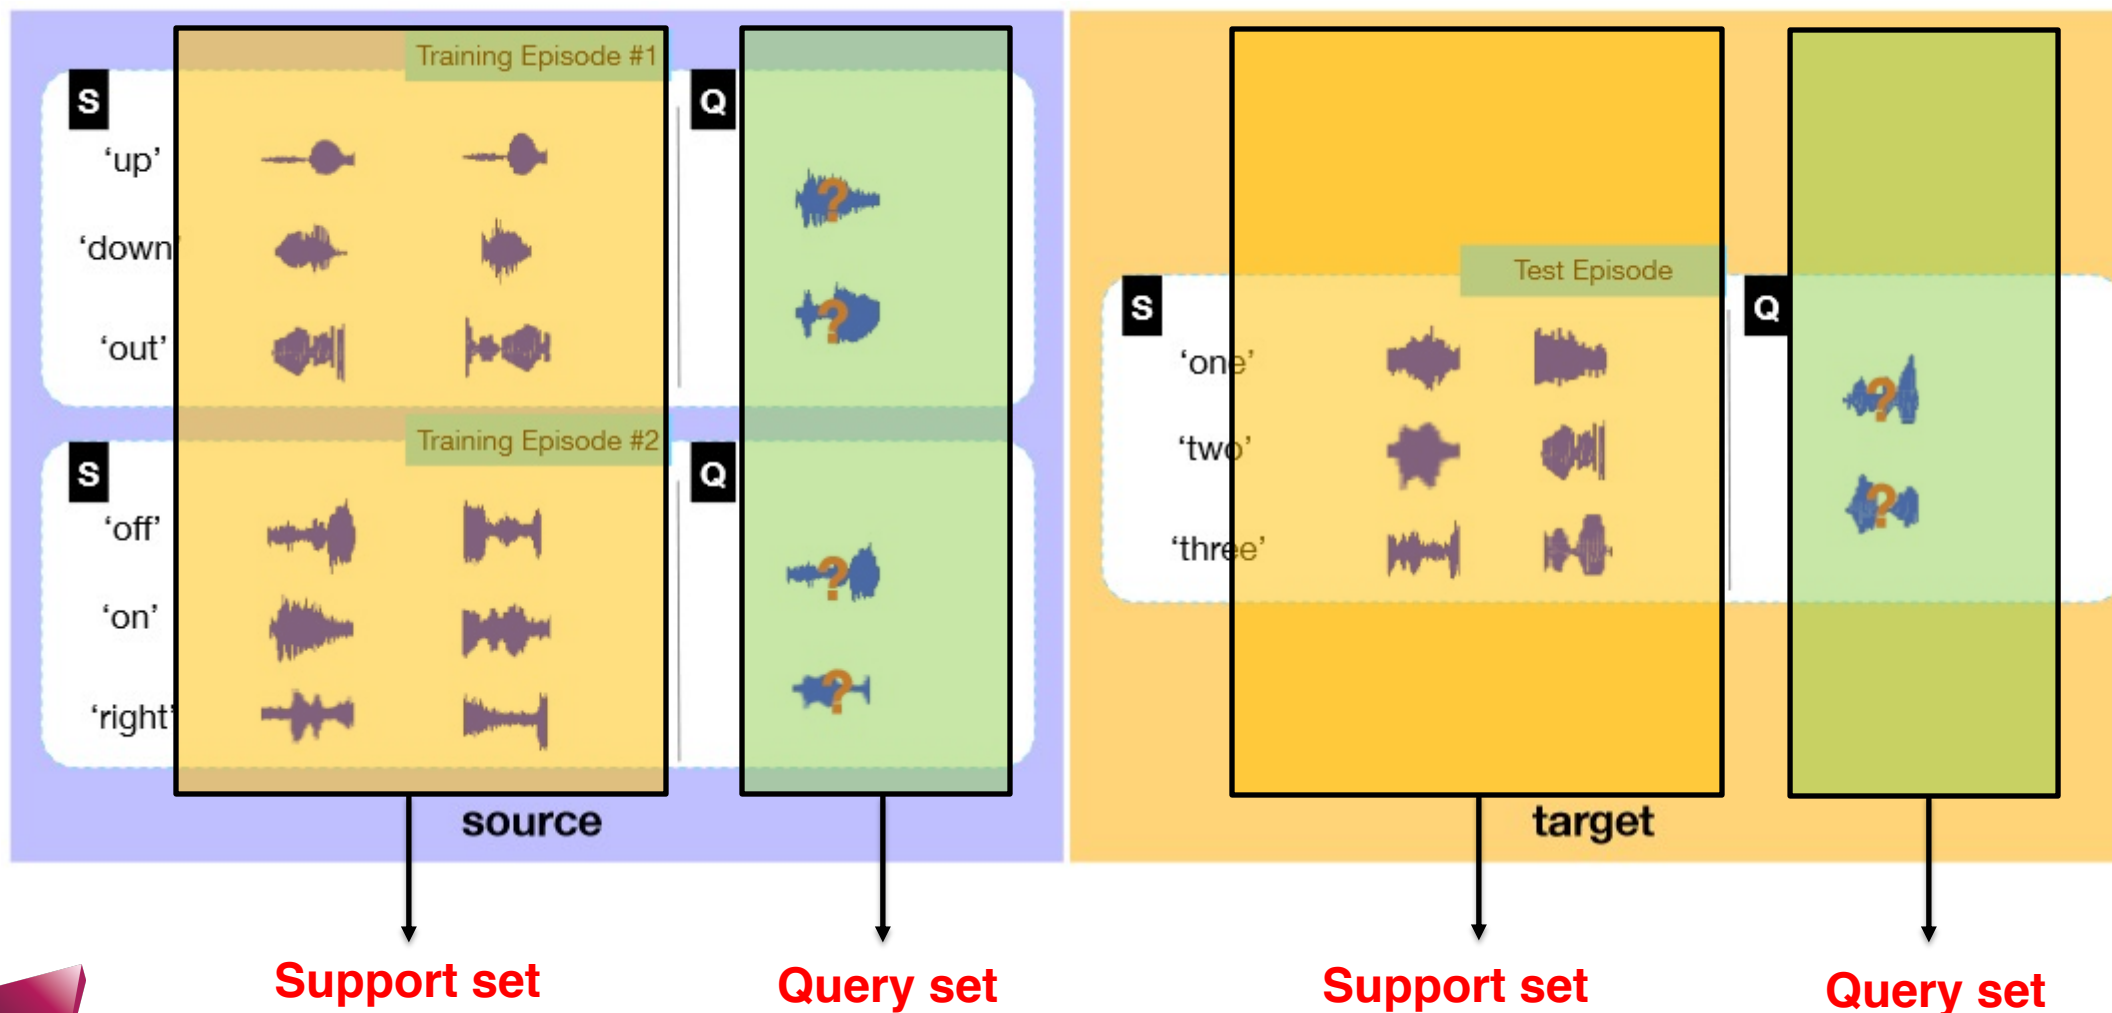 Training Episode #1
S
Q
‘up’
?
‘down’
?
‘out’
Training Episode #2
S
Q
‘off’
?
‘on’
?
‘right’
source
Support set
Query set
Test Episode
S
Q
‘one’
?
‘two’
?
‘three’
target
Support set
Query set